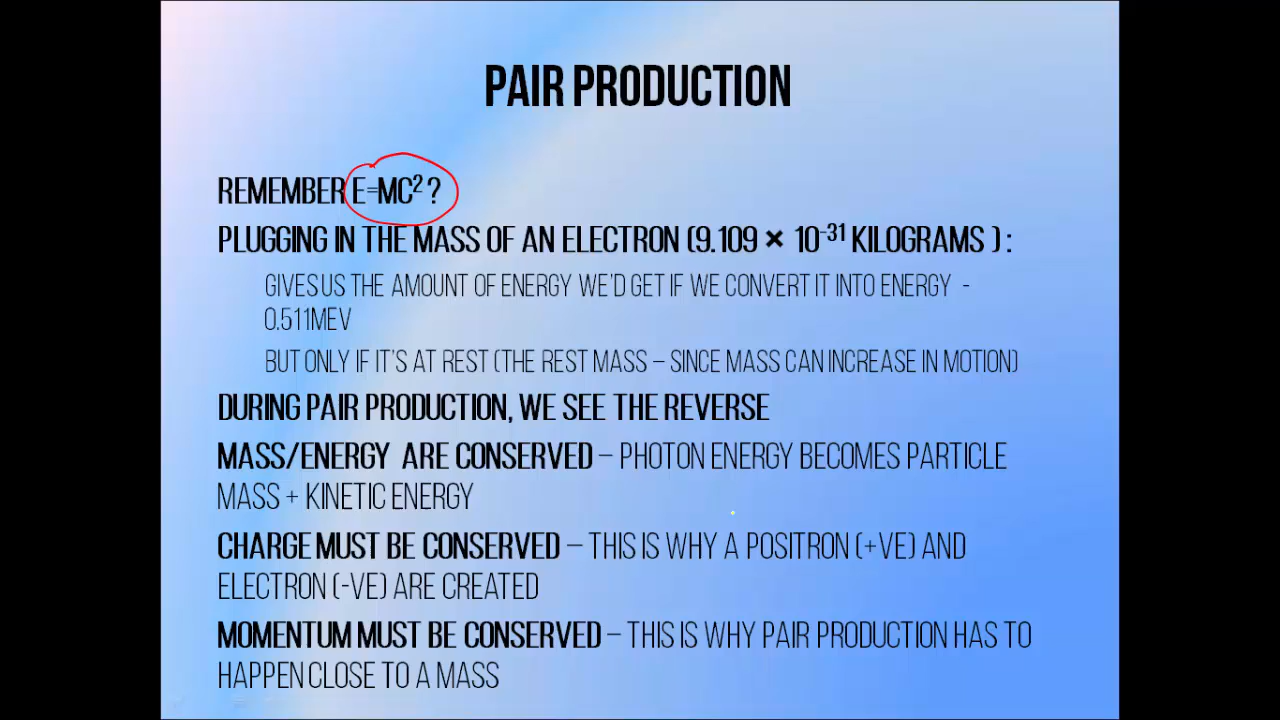 PAIR PRODUCTION
REMEMBER E=MC²?
PLUGGING IN THE MASS OF AN ELECTRON (9.109 × 10⁻³¹ KILOGRAMS ) :
GIVES US THE AMOUNT OF ENERGY WE'D GET IF WE CONVERT IT INTO ENERGY -
0.511MEV
BUT ONLY IF IT'S AT REST (THE REST MASS – SINCE MASS CAN INCREASE IN MOTION)
DURING PAIR PRODUCTION, WE SEE THE REVERSE
MASS/ENERGY ARE CONSERVED – PHOTON ENERGY BECOMES PARTICLE
MASS + KINETIC ENERGY
CHARGE MUST BE CONSERVED – THIS IS WHY A POSITRON (+VE) AND
ELECTRON (-VE) ARE CREATED
MOMENTUM MUST BE CONSERVED – THIS IS WHY PAIR PRODUCTION HAS TO
HAPPEN CLOSE TO A MASS